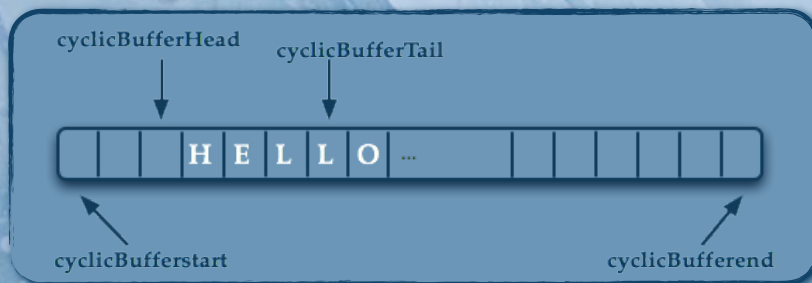 cyclicBufferHead
cyclicBufferTail
H E L L O ...
cyclicBufferstart
cyclicBufferend